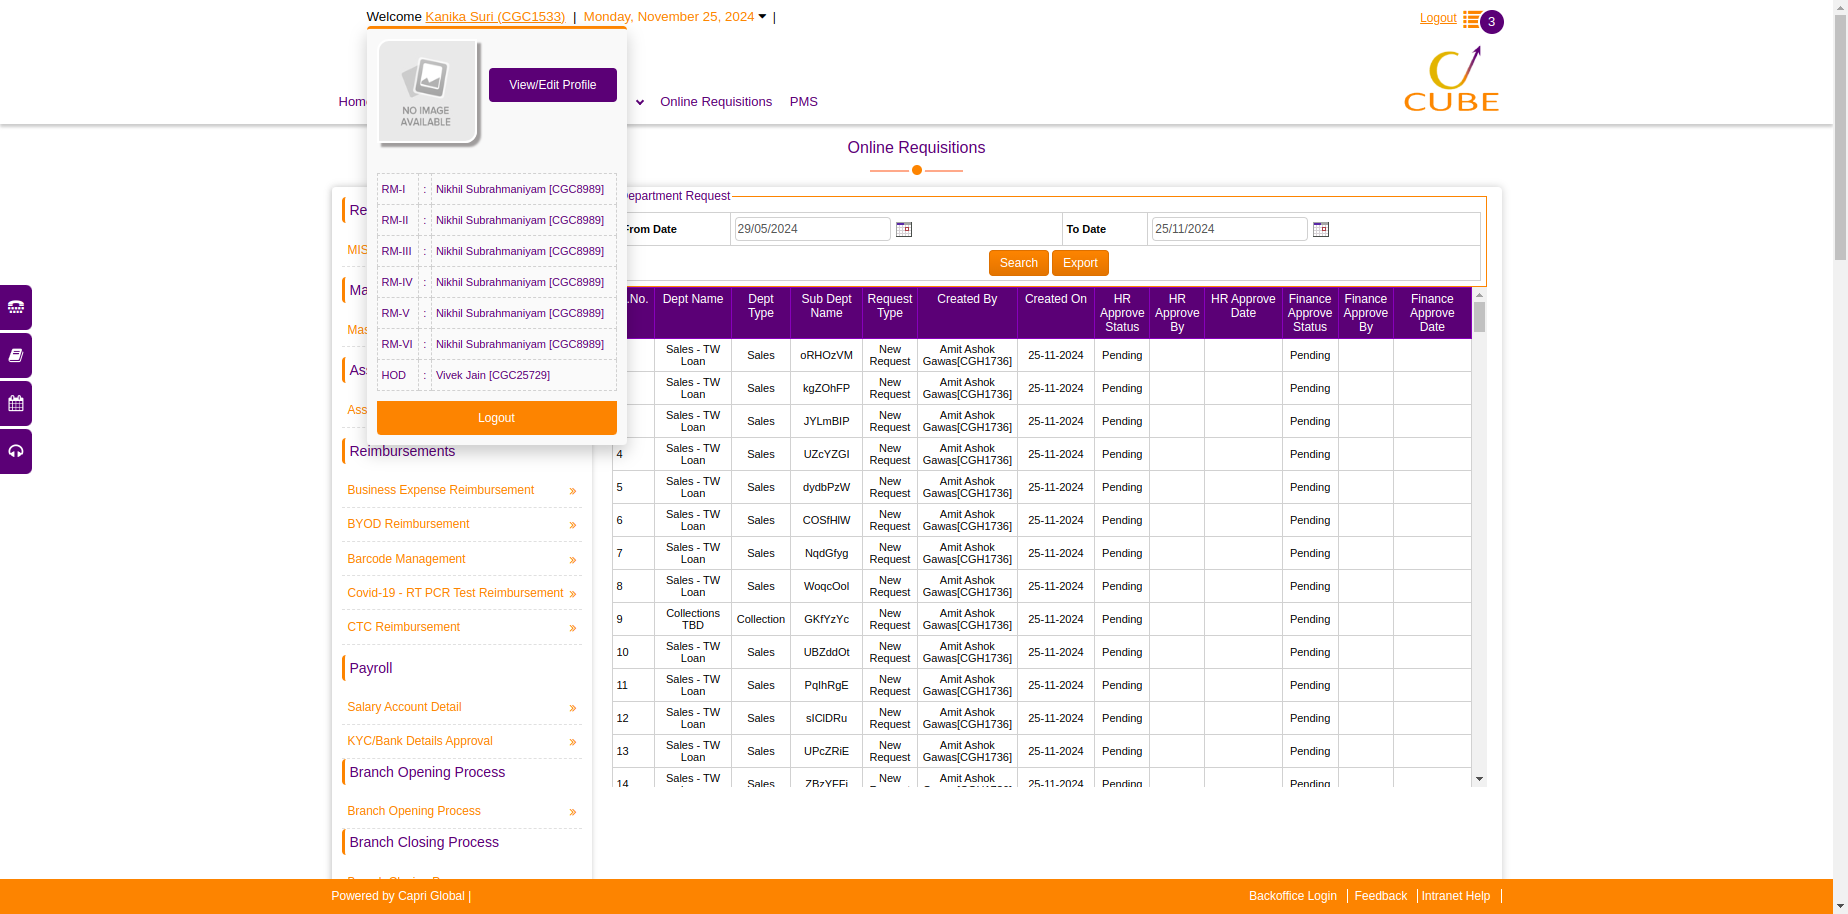 Welcome Kanika Suri (CGC1533) | Monday, November 25, 2024 |
Logout 3
NO IMAGE
AVAILABLE
View/Edit Profile
CUBE
Online Requisitions PMS
Online Requisitions
RM-I : Nikhil Subrahmaniyam [CGC8989]
RM-II : Nikhil Subrahmaniyam [CGC8989]
RM-III : Nikhil Subrahmaniyam [CGC8989]
RM-IV : Nikhil Subrahmaniyam [CGC8989]
RM-V : Nikhil Subrahmaniyam [CGC8989]
RM-VI : Nikhil Subrahmaniyam [CGC8989]
HOD : Vivek Jain [CGC25729]
Logout
Reimbursements
Business Expense Reimbursement »
BYOD Reimbursement »
Barcode Management »
Covid-19 - RT PCR Test Reimbursement »
CTC Reimbursement »
Payroll
Salary Account Detail »
KYC/Bank Details Approval »
Branch Opening Process
Branch Opening Process »
Branch Closing Process
Department Request
From Date 29/05/2024 To Date 25/11/2024
Search Export
.No. Dept Name Dept Type Sub Dept Name Request Type Created By Created On HR Approve Status HR Approve By HR Approve Date Finance Approve Status Finance Approve By Finance Approve Date
Sales - TW Loan Sales oRHOzVM New Request Amit Ashok Gawas[CGH1736] 25-11-2024 Pending Pending
Sales - TW Loan Sales kgZOhFP New Request Amit Ashok Gawas[CGH1736] 25-11-2024 Pending Pending
Sales - TW Loan Sales JYLmBIP New Request Amit Ashok Gawas[CGH1736] 25-11-2024 Pending Pending
4 Sales - TW Loan Sales UZcYZGI New Request Amit Ashok Gawas[CGH1736] 25-11-2024 Pending Pending
5 Sales - TW Loan Sales dydbPzW New Request Amit Ashok Gawas[CGH1736] 25-11-2024 Pending Pending
6 Sales - TW Loan Sales COSfHlW New Request Amit Ashok Gawas[CGH1736] 25-11-2024 Pending Pending
7 Sales - TW Loan Sales NqdGfyg New Request Amit Ashok Gawas[CGH1736] 25-11-2024 Pending Pending
8 Sales - TW Loan Sales WoqcOol New Request Amit Ashok Gawas[CGH1736] 25-11-2024 Pending Pending
9 Collections TBD Collection GKfYzYc New Request Amit Ashok Gawas[CGH1736] 25-11-2024 Pending Pending
10 Sales - TW Loan Sales UBZddOt New Request Amit Ashok Gawas[CGH1736] 25-11-2024 Pending Pending
11 Sales - TW Loan Sales PqIhRgE New Request Amit Ashok Gawas[CGH1736] 25-11-2024 Pending Pending
12 Sales - TW Loan Sales sIClDRu New Request Amit Ashok Gawas[CGH1736] 25-11-2024 Pending Pending
13 Sales - TW Loan Sales UPcZRiE New Request Amit Ashok Gawas[CGH1736] 25-11-2024 Pending Pending
14 Sales - TW Sales New Amit Ashok 25-11-2024 Pending Pending
Powered by Capri Global |
Backoffice Login | Feedback | Intranet Help |